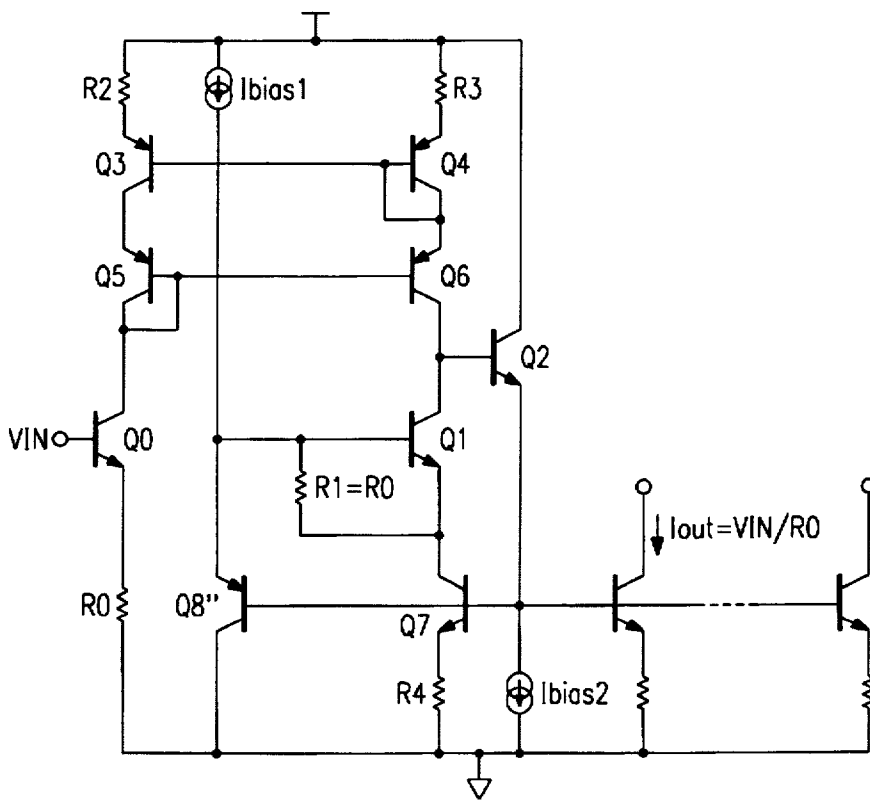 R2
Ibias1
R3
Q3
Q4
Q5
Q6
Q2
VIN
Q0
Q1
R1=R0
Iout=VIN/R0
R0
Q8"
Q7
R4
Ibias2